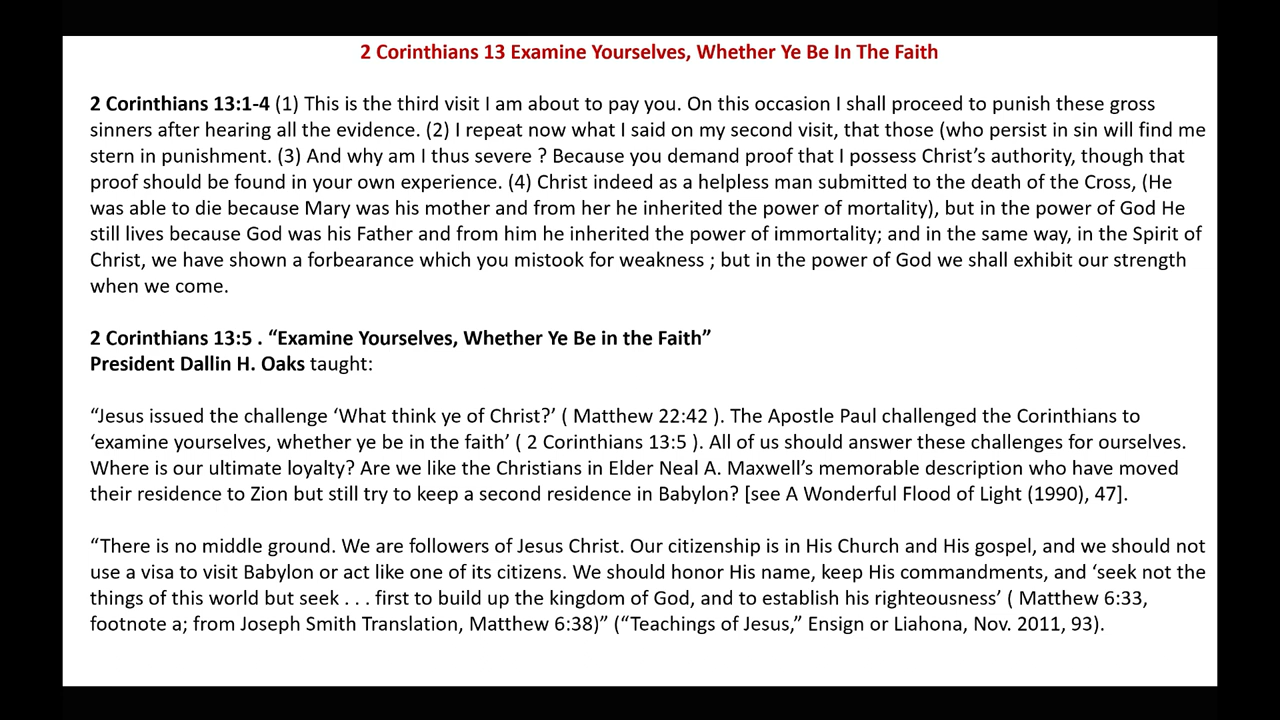 2 Corinthians 13 Examine Yourselves, Whether Ye Be In The Faith
2 Corinthians 13:1-4 (1) This is the third visit I am about to pay you. On this occasion I shall proceed to punish these gross
sinners after hearing all the evidence. (2) I repeat now what I said on my second visit, that those (who persist in sin will find me
stern in punishment. (3) And why am I thus severe ? Because you demand proof that I possess Christ’s authority, though that
proof should be found in your own experience. (4) Christ indeed as a helpless man submitted to the death of the Cross, (He
was able to die because Mary was his mother and from her he inherited the power of mortality), but in the power of God He
still lives because God was his Father and from him he inherited the power of immortality; and in the same way, in the Spirit of
Christ, we have shown a forbearance which you mistook for weakness ; but in the power of God we shall exhibit our strength
when we come.
2 Corinthians 13:5 . “Examine Yourselves, Whether Ye Be in the Faith”
President Dallin H. Oaks taught:
“Jesus issued the challenge ‘What think ye of Christ?’ ( Matthew 22:42 ). The Apostle Paul challenged the Corinthians to
‘examine yourselves, whether ye be in the faith’ ( 2 Corinthians 13:5 ). All of us should answer these challenges for ourselves.
Where is our ultimate loyalty? Are we like the Christians in Elder Neal A. Maxwell’s memorable description who have moved
their residence to Zion but still try to keep a second residence in Babylon? [see A Wonderful Flood of Light (1990), 47].
“There is no middle ground. We are followers of Jesus Christ. Our citizenship is in His Church and His gospel, and we should not
use a visa to visit Babylon or act like one of its citizens. We should honor His name, keep His commandments, and ‘seek not the
things of this world but seek . . . first to build up the kingdom of God, and to establish his righteousness’ ( Matthew 6:33,
footnote a; from Joseph Smith Translation, Matthew 6:38)” (“Teachings of Jesus,” Ensign or Liahona, Nov. 2011, 93).